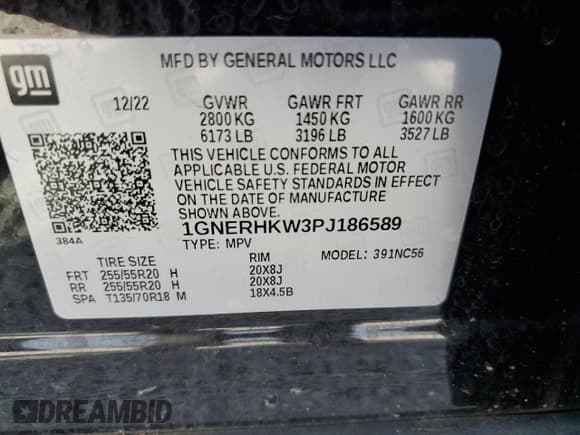 gm
MFD BY GENERAL MOTORS LLC
12/22 GVWR GAWR FRT GAWR RR
2800 KG 1450 KG 1600 KG
6173 LB 3196 LB 3527 LB
THIS VEHICLE CONFORMS TO ALL
APPLICABLE U.S. FEDERAL MOTOR
VEHICLE SAFETY STANDARDS IN EFFECT
ON THE DATE OF MANUFACTURE
SHOWN ABOVE.
384A
1GNERHKW3PJ186589
TYPE: MPV MODEL: 391NC56
TIRE SIZE RIM
FRT 255/55R20 H 20X8J
RR 255/55R20 H 20X8J
SPA T135/70R18 M 18X4.5B
DREAMBID